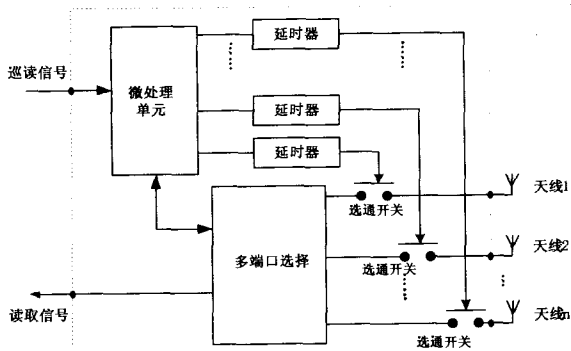 延时器
巡读信号
微处理
单元
延时器
延时器
天线1
选通开关
多端口选择
天线2
选通开关
读取信号
天线n
选通开关